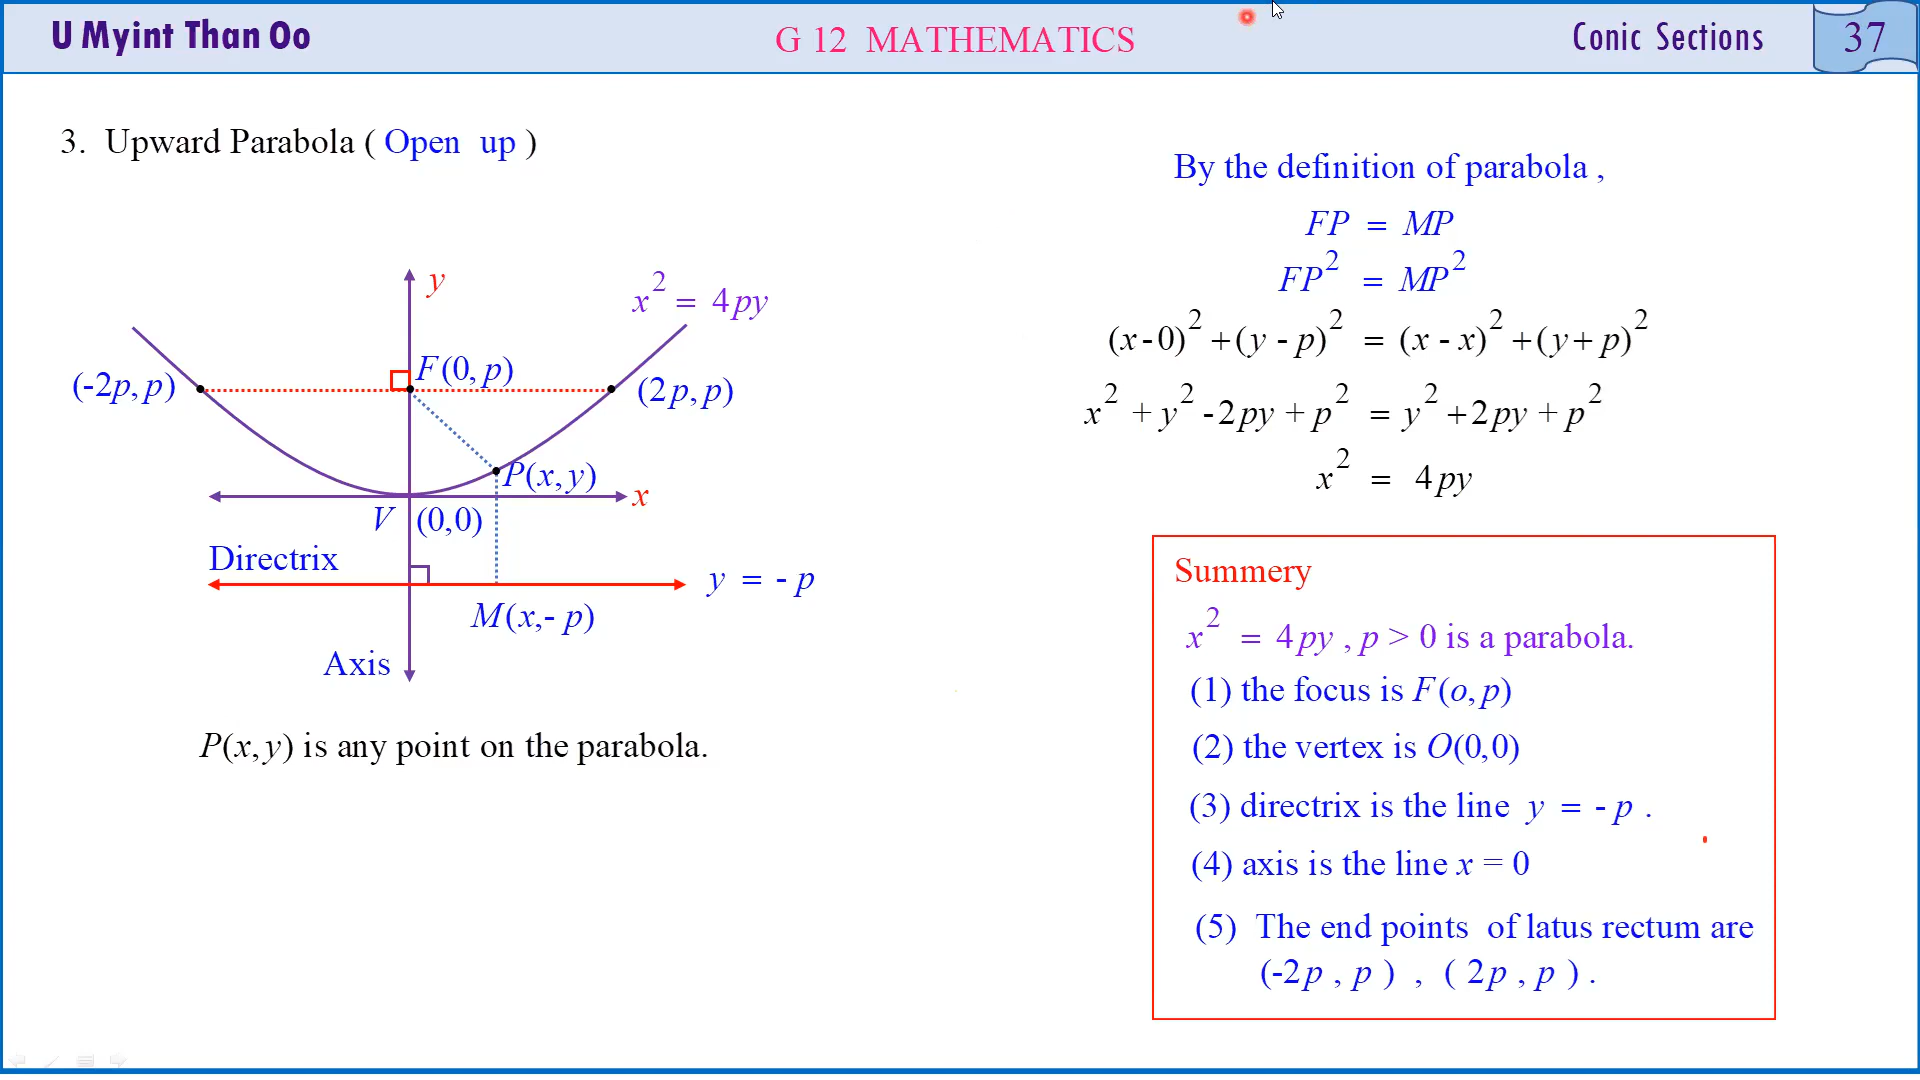 U Myint Than Oo
G 12 MATHEMATICS
Conic Sections
37
3. Upward Parabola ( Open up )
y
x² = 4py
F(0, p)
(-2p, p)
(2p, p)
P(x, y)
x
V (0,0)
Directrix
y = - p
M(x,- p)
Axis
P(x, y) is any point on the parabola.
By the definition of parabola ,
FP = MP
FP² = MP²
(x - 0)² + (y - p)² = (x - x)² + (y + p)²
x² + y² - 2py + p² = y² + 2py + p²
x² = 4py
Summery
x² = 4py , p > 0 is a parabola.
(1) the focus is F(o, p)
(2) the vertex is O(0,0)
(3) directrix is the line y = - p .
(4) axis is the line x = 0
(5) The end points of latus rectum are
(-2p , p ) , ( 2p , p ) .